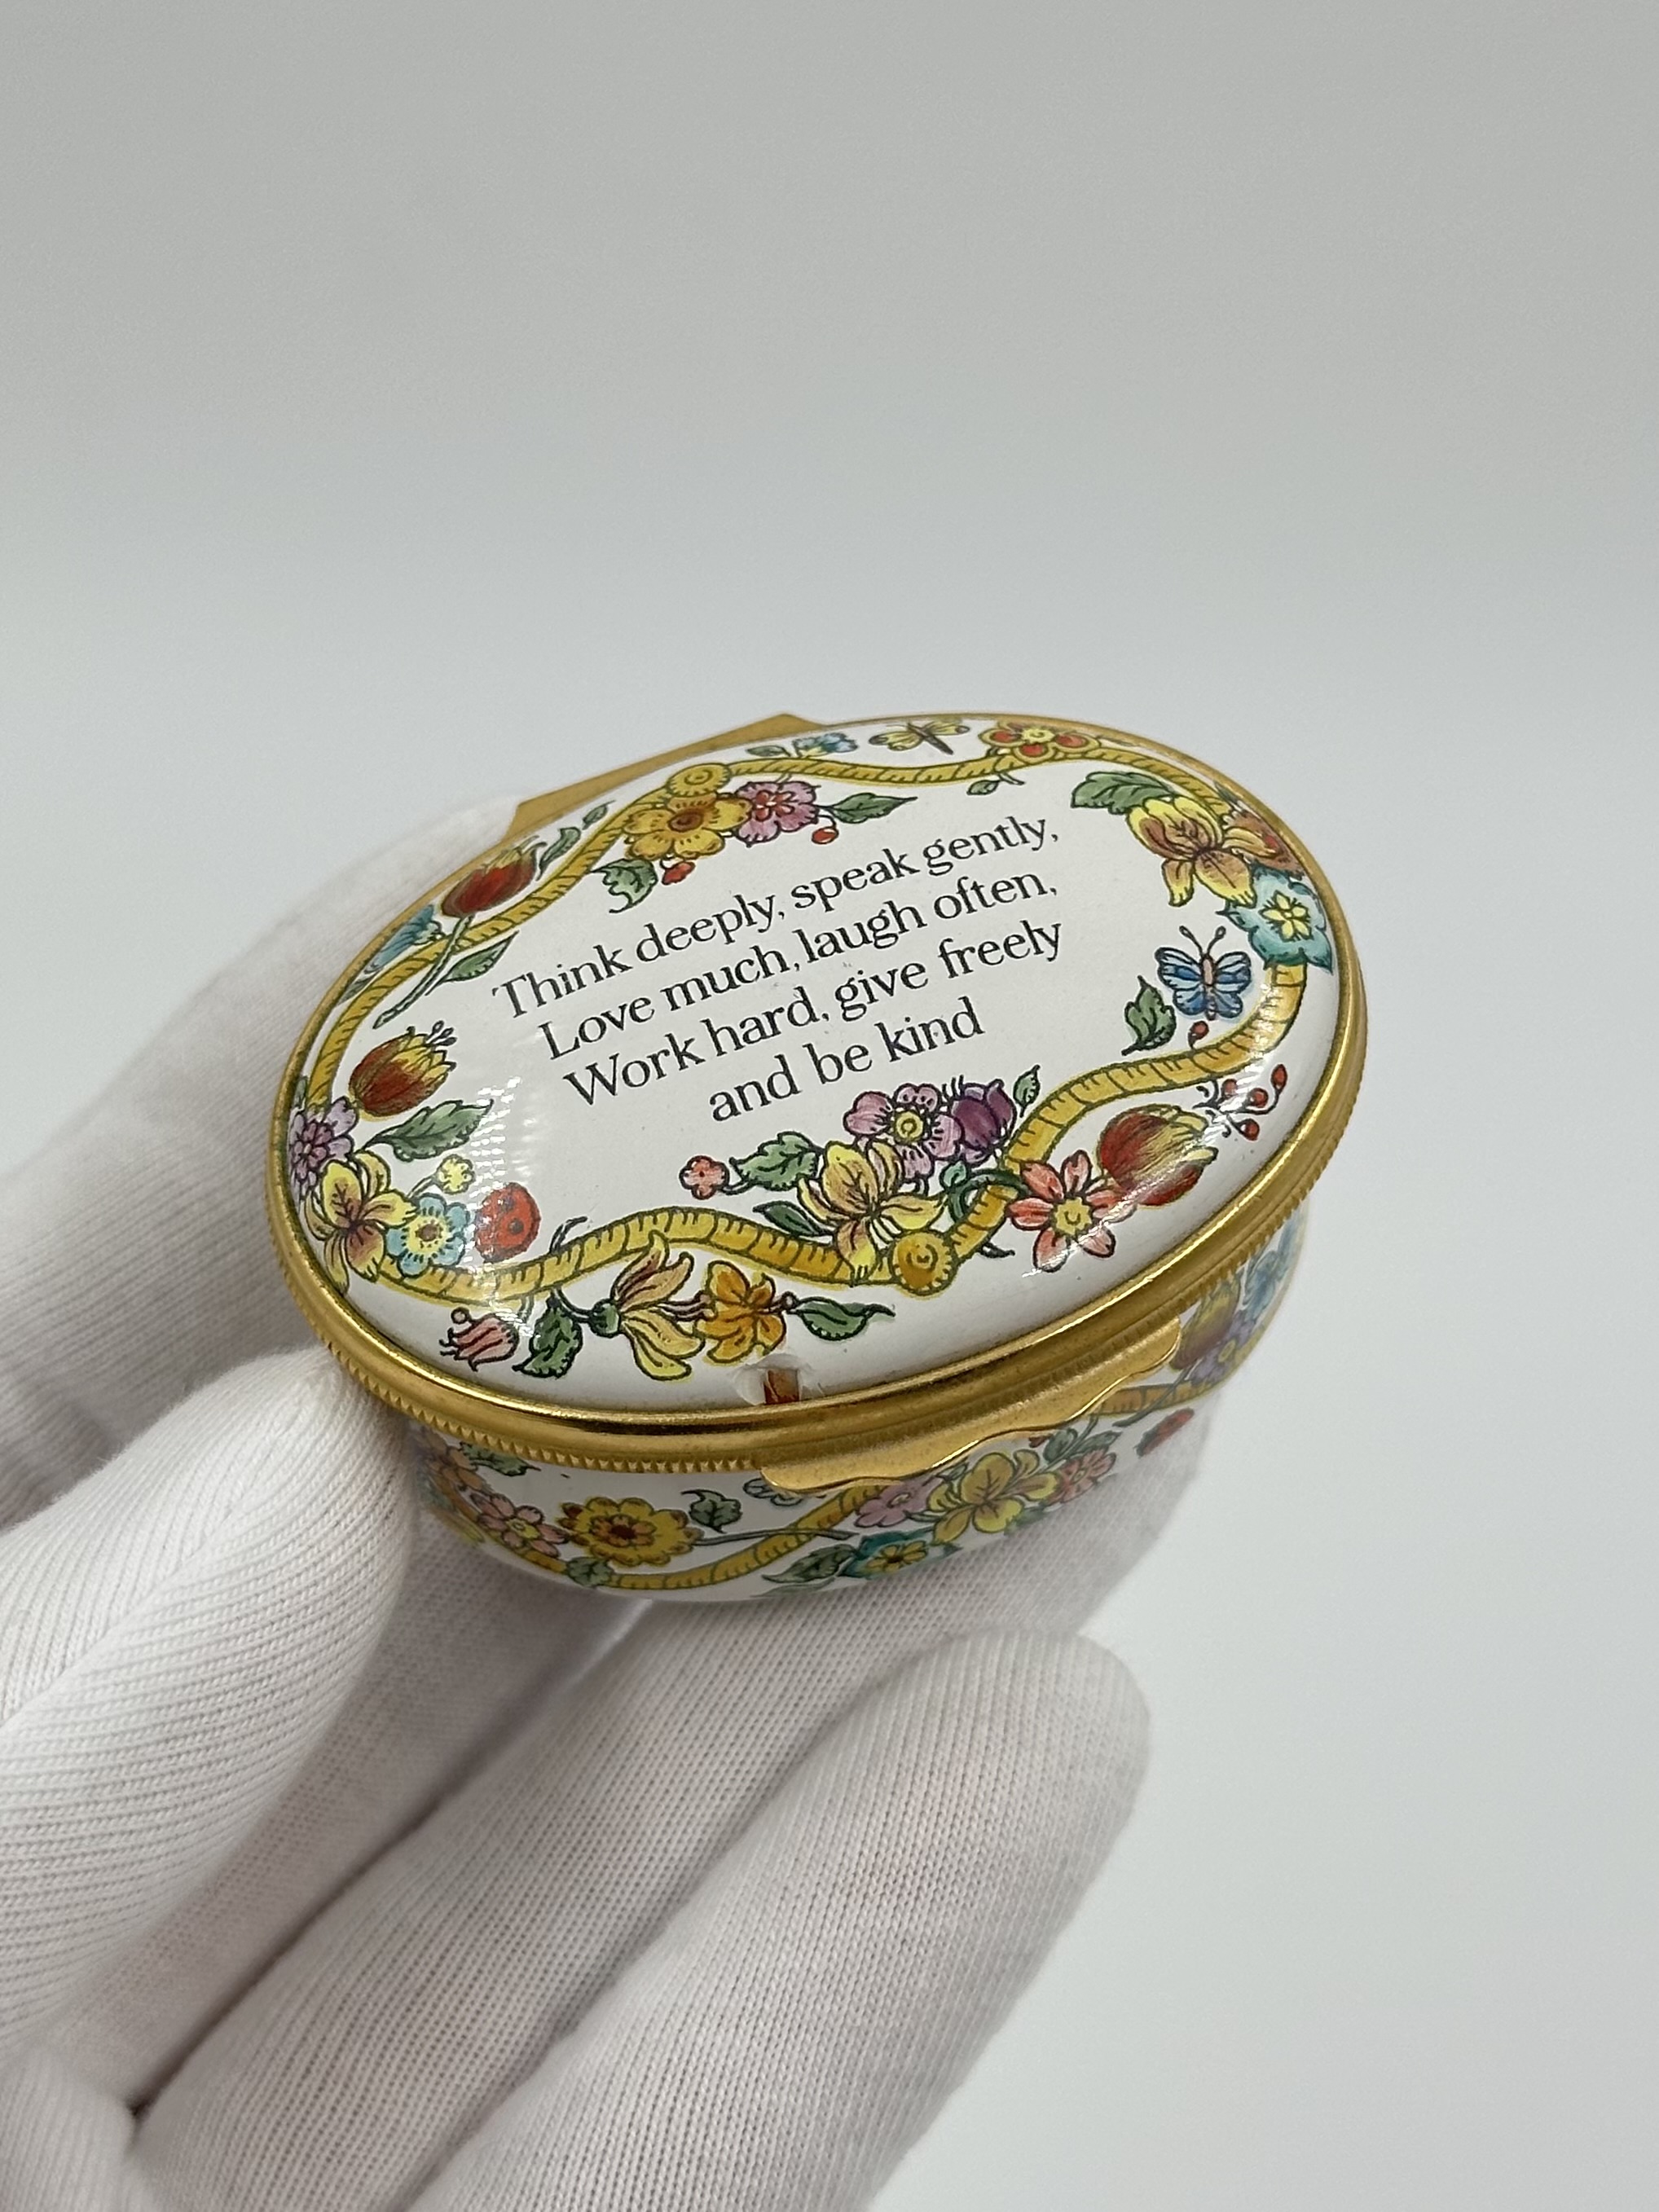 Think deeply, speak gently,
Love much, laugh often,
Work hard, give freely
and be kind